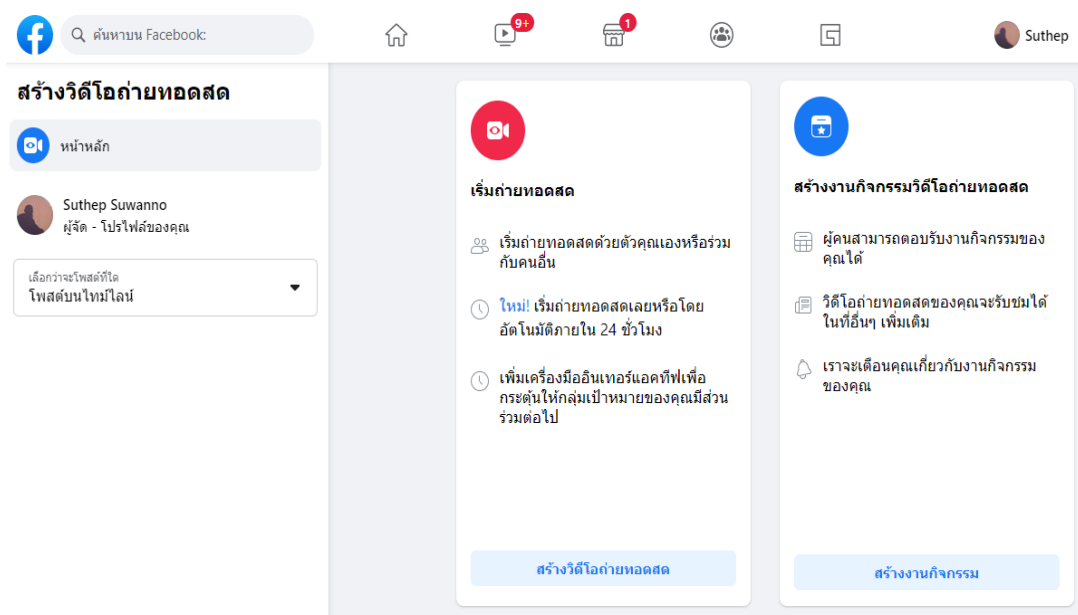 ค้นหาบน Facebook:
9+
1
Suthep
สร้างวิดีโอถ่ายทอดสด
หน้าหลัก
Suthep Suwanno
ผู้จัด - โปรไฟล์ของคุณ
เลือกว่าจะโพสต์ที่ใด
โพสต์บนไทม์ไลน์
เริ่มถ่ายทอดสด
เริ่มถ่ายทอดสดด้วยตัวคุณเองหรือร่วม
กับคนอื่น
ใหม่! เริ่มถ่ายทอดสดเลยหรือโดย
อัตโนมัติภายใน 24 ชั่วโมง
เพิ่มเครื่องมืออินเทอร์แอคทีฟเพื่อ
กระตุ้นให้กลุ่มเป้าหมายของคุณมีส่วน
ร่วมต่อไป
สร้างวิดีโอถ่ายทอดสด
สร้างงานกิจกรรมวิดีโอถ่ายทอดสด
ผู้คนสามารถตอบรับงานกิจกรรมของ
คุณได้
วิดีโอถ่ายทอดสดของคุณจะรับชมได้
ในที่อื่นๆ เพิ่มเติม
เราจะเตือนคุณเกี่ยวกับงานกิจกรรม
ของคุณ
สร้างงานกิจกรรม